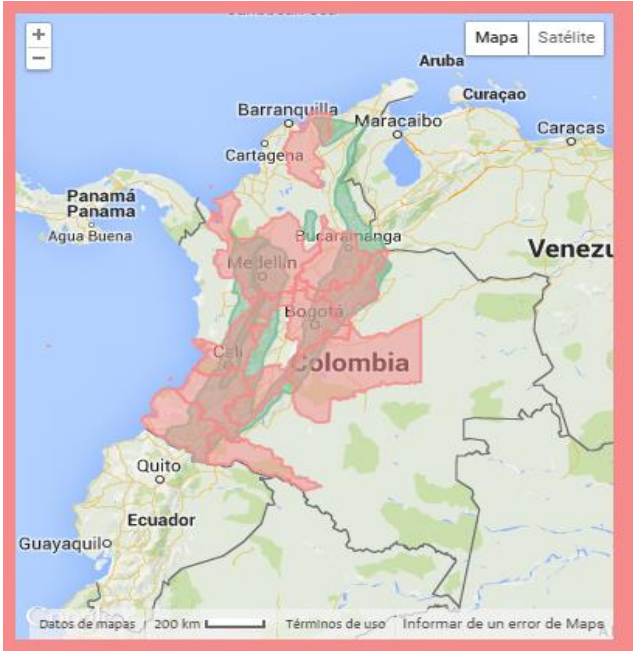 +
Mapa Satélite
−
Aruba
Curaçao
Barranquilla
Maracaibo
Caracas
Cartagena
Panamá
Panama
Agua Buena
Bucaramanga
Venezu
Medellín
Bogotá
Cali
Colombia
Quito
Ecuador
Guayaquil
Datos de mapas 200 km Términos de uso Informar de un error de Maps